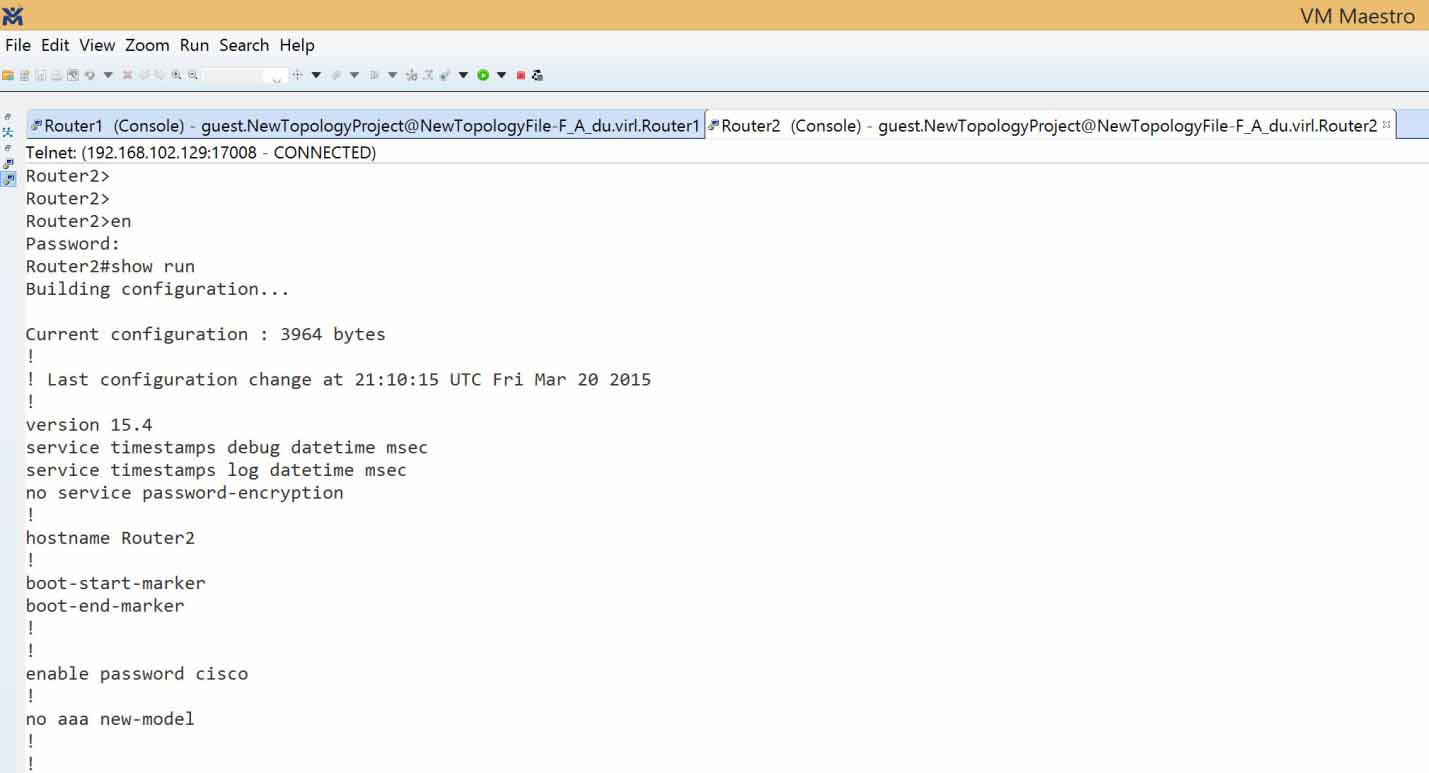 VM Maestro
File Edit View Zoom Run Search Help
Router1 (Console) - guest.NewTopologyProject@NewTopologyFile-F_A_du.virl.Router1 Router2 (Console) - guest.NewTopologyProject@NewTopologyFile-F_A_du.virl.Router2
Telnet: (192.168.102.129:17008 - CONNECTED)
Router2>
Router2>
Router2>en
Password:
Router2#show run
Building configuration...
Current configuration : 3964 bytes
!
! Last configuration change at 21:10:15 UTC Fri Mar 20 2015
!
version 15.4
service timestamps debug datetime msec
service timestamps log datetime msec
no service password-encryption
!
hostname Router2
!
boot-start-marker
boot-end-marker
!
!
enable password cisco
!
no aaa new-model
!
!